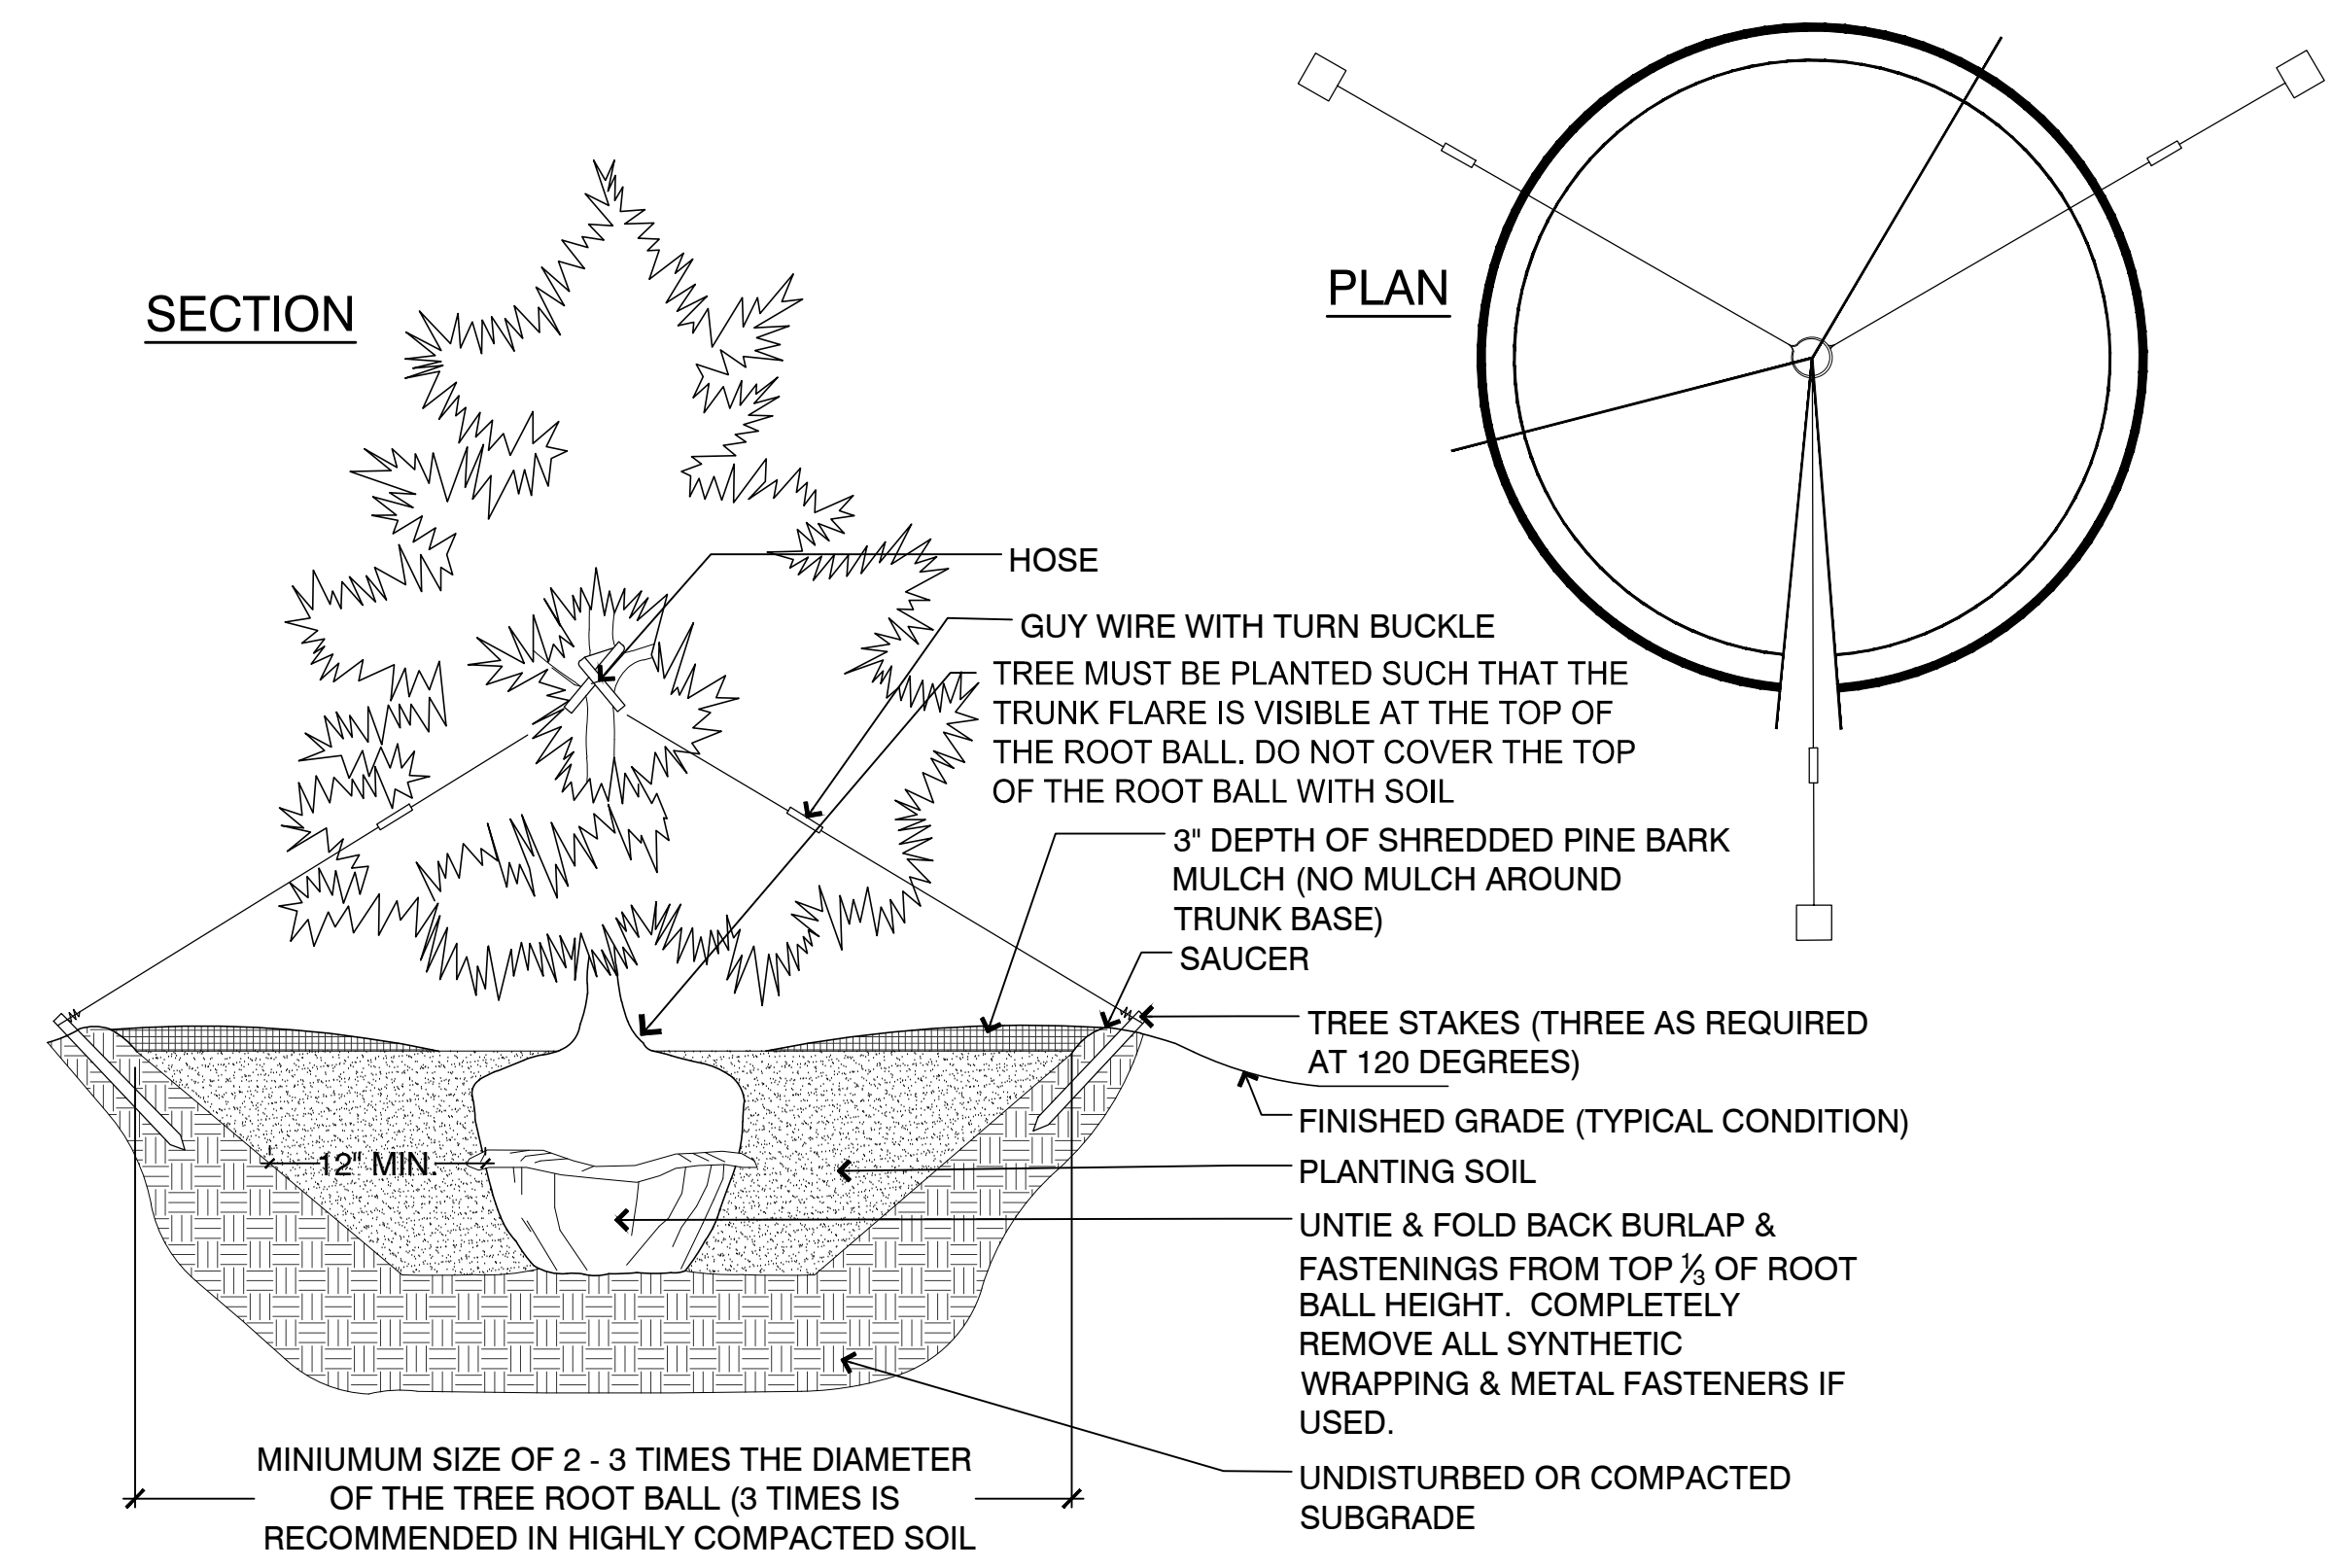 SECTION
PLAN
HOSE
GUY WIRE WITH TURN BUCKLE
TREE MUST BE PLANTED SUCH THAT THE
TRUNK FLARE IS VISIBLE AT THE TOP OF
THE ROOT BALL. DO NOT COVER THE TOP
OF THE ROOT BALL WITH SOIL
3" DEPTH OF SHREDDED PINE BARK
MULCH (NO MULCH AROUND
TRUNK BASE)
SAUCER
TREE STAKES (THREE AS REQUIRED
AT 120 DEGREES)
FINISHED GRADE (TYPICAL CONDITION)
12" MIN.
PLANTING SOIL
UNTIE & FOLD BACK BURLAP &
FASTENINGS FROM TOP ⅓ OF ROOT
BALL HEIGHT. COMPLETELY
REMOVE ALL SYNTHETIC
WRAPPING & METAL FASTENERS IF
USED.
UNDISTURBED OR COMPACTED
SUBGRADE
MINIUMUM SIZE OF 2 - 3 TIMES THE DIAMETER
OF THE TREE ROOT BALL (3 TIMES IS
RECOMMENDED IN HIGHLY COMPACTED SOIL